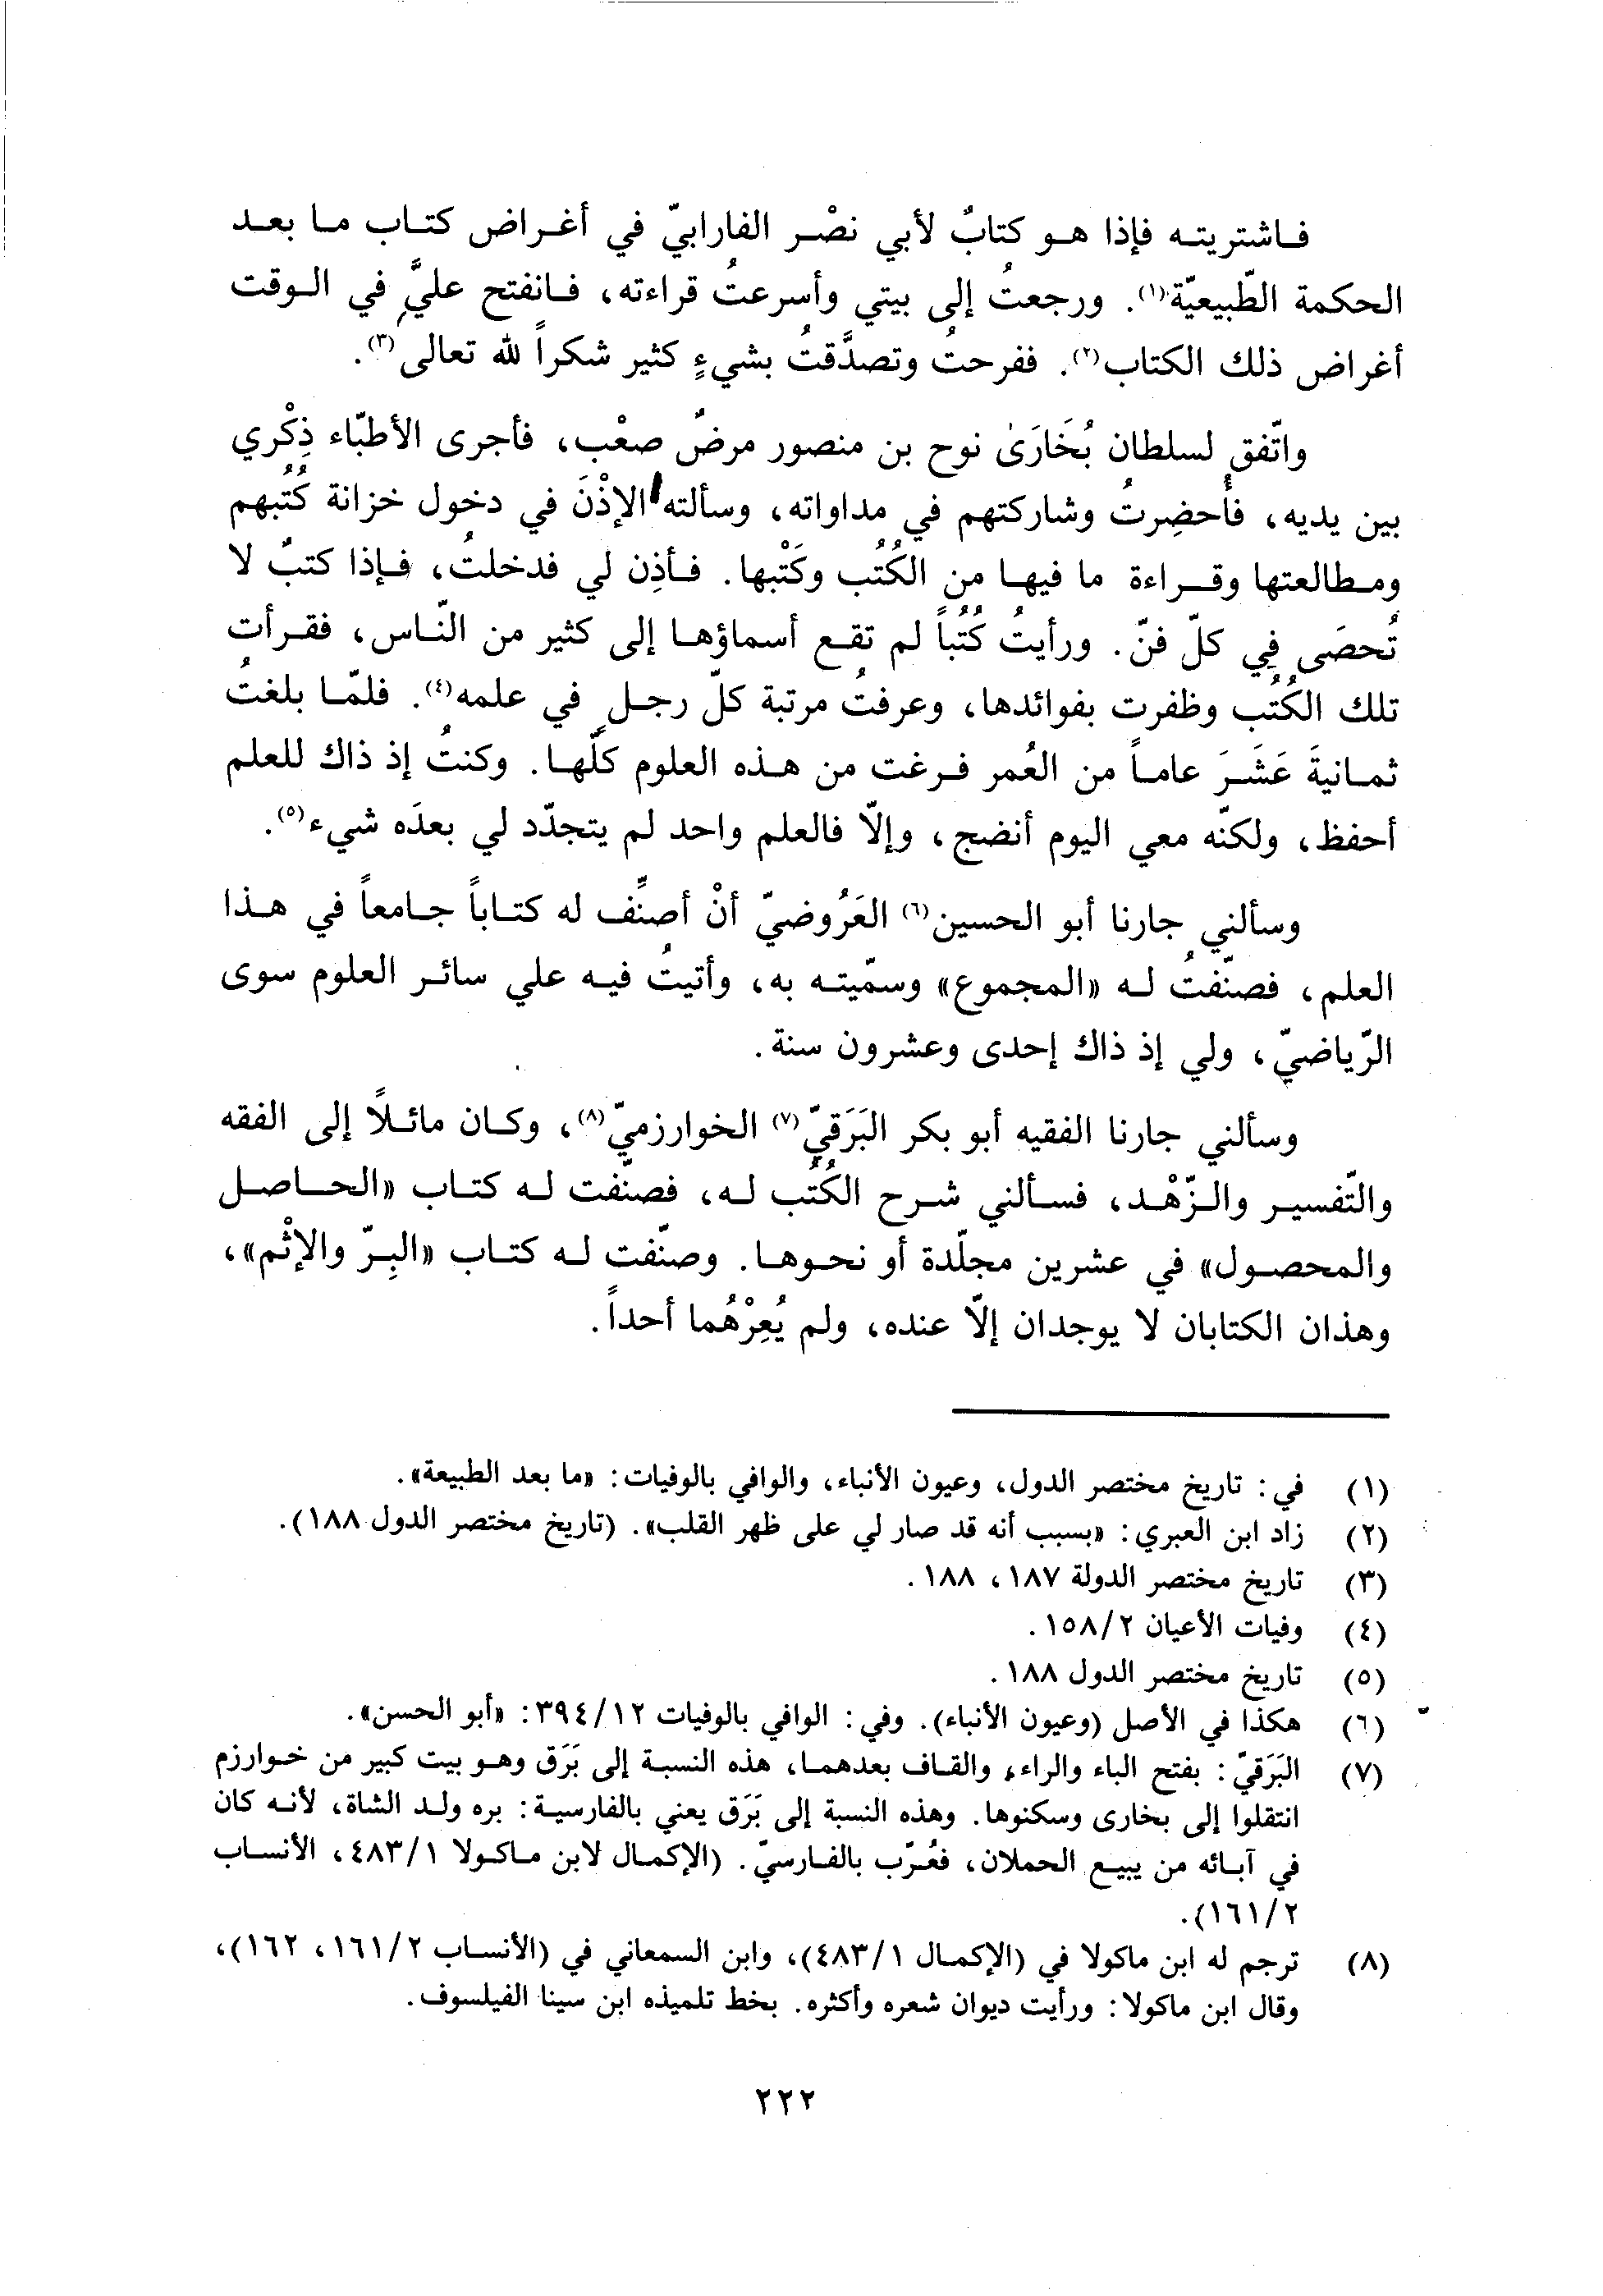 فاشتريته فإذا هو كتابٌ لأبي نصْر الفارابيّ في أغراض كتاب ما بعد
الحكمة الطّبيعيّة(١). ورجعتُ إلى بيتي وأسرعتُ قراءته، فانفتح عليَّ في الوقت
أغراض ذلك الكتاب(٢). ففرحتُ وتصدَّقتُ بشيءٍ كثير شكراً لله تعالى(٣).
واتّفق لسلطان بُخَارَىٰ نوح بن منصور مرضٌ صعْب، فأجرى الأطبّاء ذِكْري
بين يديه، فأُحضِرتُ وشاركتهم في مداواته، وسألته الإذْنَ في دخول خزانة كُتُبهم
ومطالعتها وقراءة ما فيها من الكُتُب وكَتْبها. فأذِن لي فدخلتُ، فإذا كتبٌ لا
تُحصَى في كلّ فنّ. ورأيتُ كُتُباً لم تقع أسماؤها إلى كثير من النّاس، فقرأت
تلك الكُتُب وظفرت بفوائدها، وعرفتُ مرتبة كلّ رجلٍ في علمه(٤). فلمّا بلغتُ
ثمانيةَ عَشَرَ عاماً من العُمر فرغت من هذه العلوم كلّها. وكنتُ إذ ذاك للعلم
أحفظ، ولكنّه معي اليوم أنضج، وإلّا فالعلم واحد لم يتجدّد لي بعدَه شيء(٥).
وسألني جارنا أبو الحسين(٦) العَرُوضيّ أنْ أصنِّف له كتاباً جامعاً في هذا
العلم، فصنّفتُ له «المجموع» وسمّيته به، وأتيتُ فيه علي سائر العلوم سوى
الرّياضيّ، ولي إذ ذاك إحدى وعشرون سنة.
وسألني جارنا الفقيه أبو بكر البَرَقيّ(٧) الخوارزميّ(٨)، وكان مائلاً إلى الفقه
والتّفسير والزّهْد، فسألني شرح الكُتُب له، فصنّفت له كتاب «الحاصل
والمحصول» في عشرين مجلّدة أو نحوها. وصنّفت له كتاب «البِرّ والإثْم»،
وهذان الكتابان لا يوجدان إلّا عنده، ولم يُعِرْهُما أحداً.
(١) في: تاريخ مختصر الدول، وعيون الأنباء، والوافي بالوفيات: «ما بعد الطبيعة».
(٢) زاد ابن العبري: «بسبب أنه قد صار لي على ظهر القلب». (تاريخ مختصر الدول ١٨٨).
(٣) تاريخ مختصر الدولة ١٨٧، ١٨٨.
(٤) وفيات الأعيان ١٥٨/٢.
(٥) تاريخ مختصر الدول ١٨٨.
(٦) هكذا في الأصل (وعيون الأنباء). وفي: الوافي بالوفيات ٣٩٤/١٢: «أبو الحسن».
(٧) البَرَقيّ: بفتح الباء والراء، والقاف بعدهما، هذه النسبة إلى بَرَق وهو بيت كبير من خوارزم
انتقلوا إلى بخارى وسكنوها. وهذه النسبة إلى بَرَق يعني بالفارسية: بره ولد الشاة، لأنه كان
في آبائه من يبيع الحملان، فعُرّب بالفارسيّ. (الإكمال لابن ماكولا ٤٨٣/١، الأنساب
١٦١/٢).
(٨) ترجم له ابن ماكولا في (الإكمال ٤٨٣/١)، وابن السمعاني في (الأنساب ١٦١/٢، ١٦٢)،
وقال ابن ماكولا: ورأيت ديوان شعره وأكثره. بخط تلميذه ابن سينا الفيلسوف.
٢٢٢